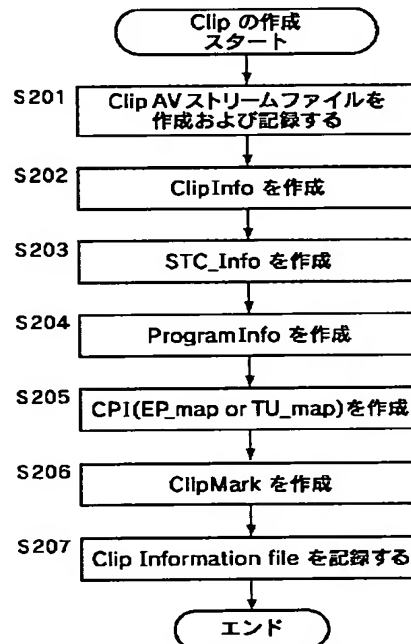 Clip の作成
スタート
S201
Clip AV ストリームファイルを
作成および記録する
S202
ClipInfo を作成
S203
STC_Info を作成
S204
ProgramInfo を作成
S205
CPI(EP_map or TU_map)を作成
S206
ClipMark を作成
S207
Clip Information file を記録する
エンド